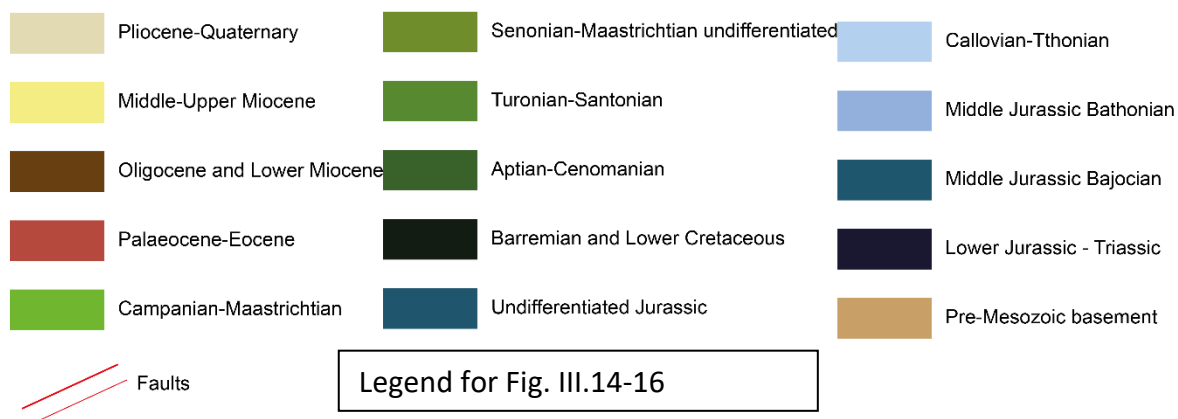 Pliocene-Quaternary
Middle-Upper Miocene
Oligocene and Lower Miocene
Palaeocene-Eocene
Campanian-Maastrichtian
Faults
Senonian-Maastrichtian undifferentiated
Turonian-Santonian
Aptian-Cenomanian
Barremian and Lower Cretaceous
Undifferentiated Jurassic
Callovian-Tthonian
Middle Jurassic Bathonian
Middle Jurassic Bajocian
Lower Jurassic - Triassic
Pre-Mesozoic basement
Legend for Fig. III.14-16